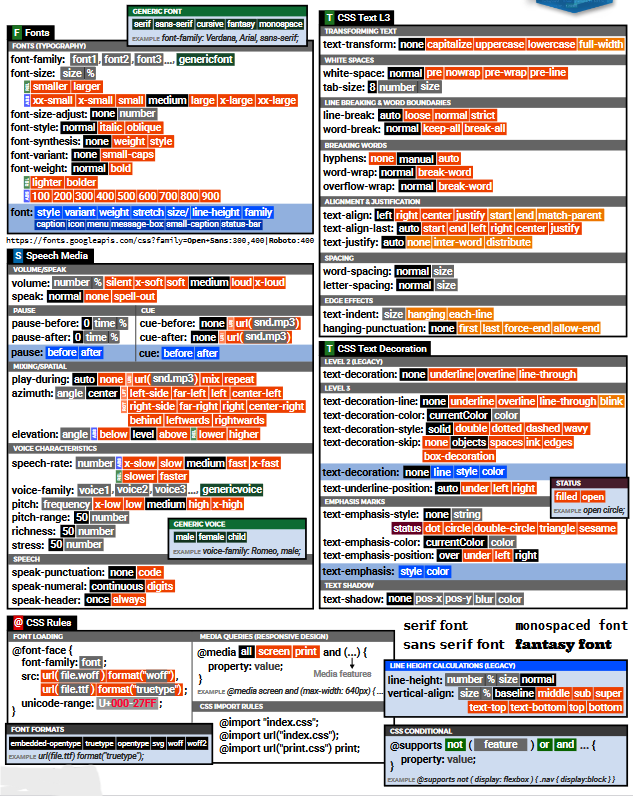 GENERIC FONT
serif sans-serif cursive fantasy monospace
EXAMPLE font-family: Verdana, Arial, sans-serif;
F Fonts
FONTS (TYPOGRAPHY)
font-family: font1, font2, font3..., genericfont
font-size: size %
smaller larger
xx-small x-small small medium large x-large xx-large
font-size-adjust: none number
font-style: normal italic oblique
font-synthesis: none weight style
font-variant: none small-caps
font-weight: normal bold
lighter bolder
100 200 300 400 500 600 700 800 900
font: style variant weight stretch size/ line-height family
caption icon menu message-box small-caption status-bar
https://fonts.googleapis.com/css?family=Open+Sans:300,400|Roboto:400
S Speech Media
VOLUME/SPEAK
volume: number % silent x-soft soft medium loud x-loud
speak: normal none spell-out
PAUSE
pause-before: 0 time %
pause-after: 0 time %
pause: before after
CUE
cue-before: none url( snd.mp3 )
cue-after: none url( snd.mp3 )
cue: before after
MIXING/SPATIAL
play-during: auto none url( snd.mp3 ) mix repeat
azimuth: angle center left-side far-left left center-left
right-side far-right right center-right
behind leftwards rightwards
elevation: angle below level above lower higher
VOICE CHARACTERISTICS
speech-rate: number x-slow slow medium fast x-fast
slower faster
voice-family: voice1, voice2, voice3..., genericvoice
pitch: frequency x-low low medium high x-high
pitch-range: 50 number
richness: 50 number
stress: 50 number
GENERIC VOICE
male female child
EXAMPLE voice-family: Romeo, male;
SPEECH
speak-punctuation: none code
speak-numeral: continuous digits
speak-header: once always
T CSS Text L3
TRANSFORMING TEXT
text-transform: none capitalize uppercase lowercase full-width
WHITE SPACES
white-space: normal pre nowrap pre-wrap pre-line
tab-size: 8 number size
LINE BREAKING & WORD BOUNDARIES
line-break: auto loose normal strict
word-break: normal keep-all break-all
BREAKING WORDS
hyphens: none manual auto
word-wrap: normal break-word
overflow-wrap: normal break-word
ALIGNMENT & JUSTIFICATION
text-align: left right center justify start end match-parent
text-align-last: auto start end left right center justify
text-justify: auto none inter-word distribute
SPACING
word-spacing: normal size
letter-spacing: normal size
EDGE EFFECTS
text-indent: size hanging each-line
hanging-punctuation: none first last force-end allow-end
T CSS Text Decoration
LEVEL 2 (LEGACY)
text-decoration: none underline overline line-through
LEVEL 3
text-decoration-line: none underline overline line-through blink
text-decoration-color: currentColor color
text-decoration-style: solid double dotted dashed wavy
text-decoration-skip: none objects spaces ink edges
box-decoration
text-decoration: none line style color
text-underline-position: auto under left right
STATUS
filled open
EXAMPLE open circle;
EMPHASIS MARKS
text-emphasis-style: none string
status dot circle double-circle triangle sesame
text-emphasis-color: currentColor color
text-emphasis-position: over under left right
text-emphasis: style color
TEXT SHADOW
text-shadow: none pos-x pos-y blur color
@ CSS Rules
FONT LOADING
@font-face {
font-family: font ;
src: url( file.woff ) format("woff"),
url( file.ttf ) format("truetype") ;
unicode-range: U+000-27FF ;
}
FONT FORMATS
embedded-opentype truetype opentype svg woff woff2
EXAMPLE url(file.ttf) format("truetype");
MEDIA QUERIES (RESPONSIVE DESIGN)
@media all screen print and (...) {
property: value;
}
Media features
EXAMPLE @media screen and (max-width: 640px) { ...
CSS IMPORT RULES
@import "index.css";
@import url("index.css");
@import url("print.css") print;
serif font monospaced font
sans serif font fantasy font
LINE HEIGHT CALCULATIONS (LEGACY)
line-height: number % size normal
vertical-align: size % baseline middle sub super
text-top text-bottom top bottom
CSS CONDITIONAL
@supports not ( feature ) or and ... {
property: value;
}
EXAMPLE @supports not ( display: flexbox ) { .nav { display:block } }